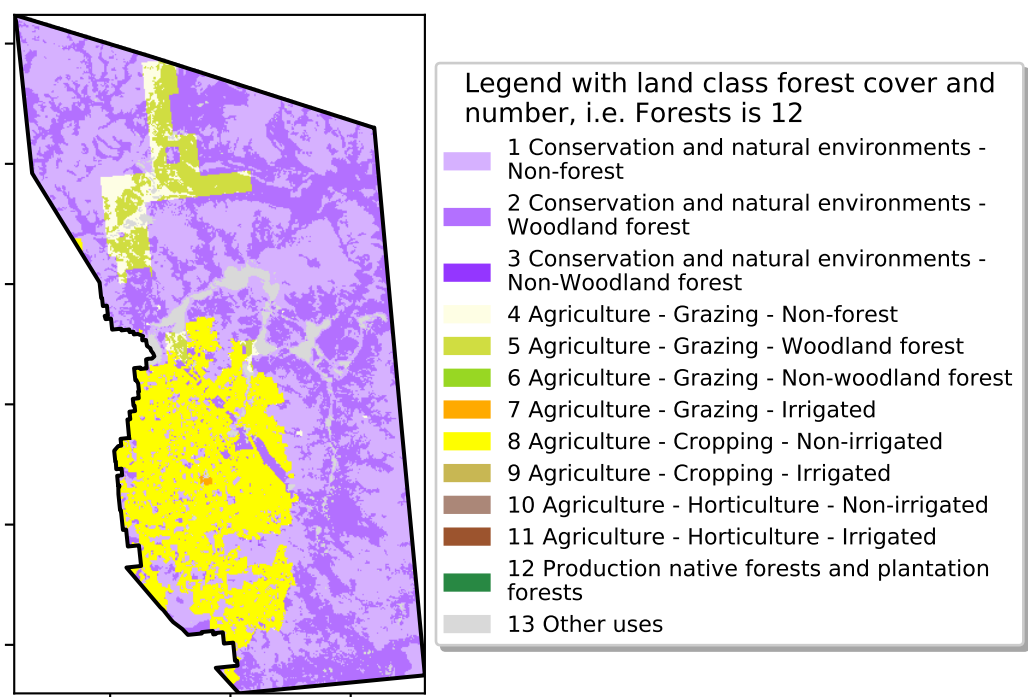 Legend with land class forest cover and
number, i.e. Forests is 12
1 Conservation and natural environments -
Non-forest
2 Conservation and natural environments -
Woodland forest
3 Conservation and natural environments -
Non-Woodland forest
4 Agriculture - Grazing - Non-forest
5 Agriculture - Grazing - Woodland forest
6 Agriculture - Grazing - Non-woodland forest
7 Agriculture - Grazing - Irrigated
8 Agriculture - Cropping - Non-irrigated
9 Agriculture - Cropping - Irrigated
10 Agriculture - Horticulture - Non-irrigated
11 Agriculture - Horticulture - Irrigated
12 Production native forests and plantation
forests
13 Other uses